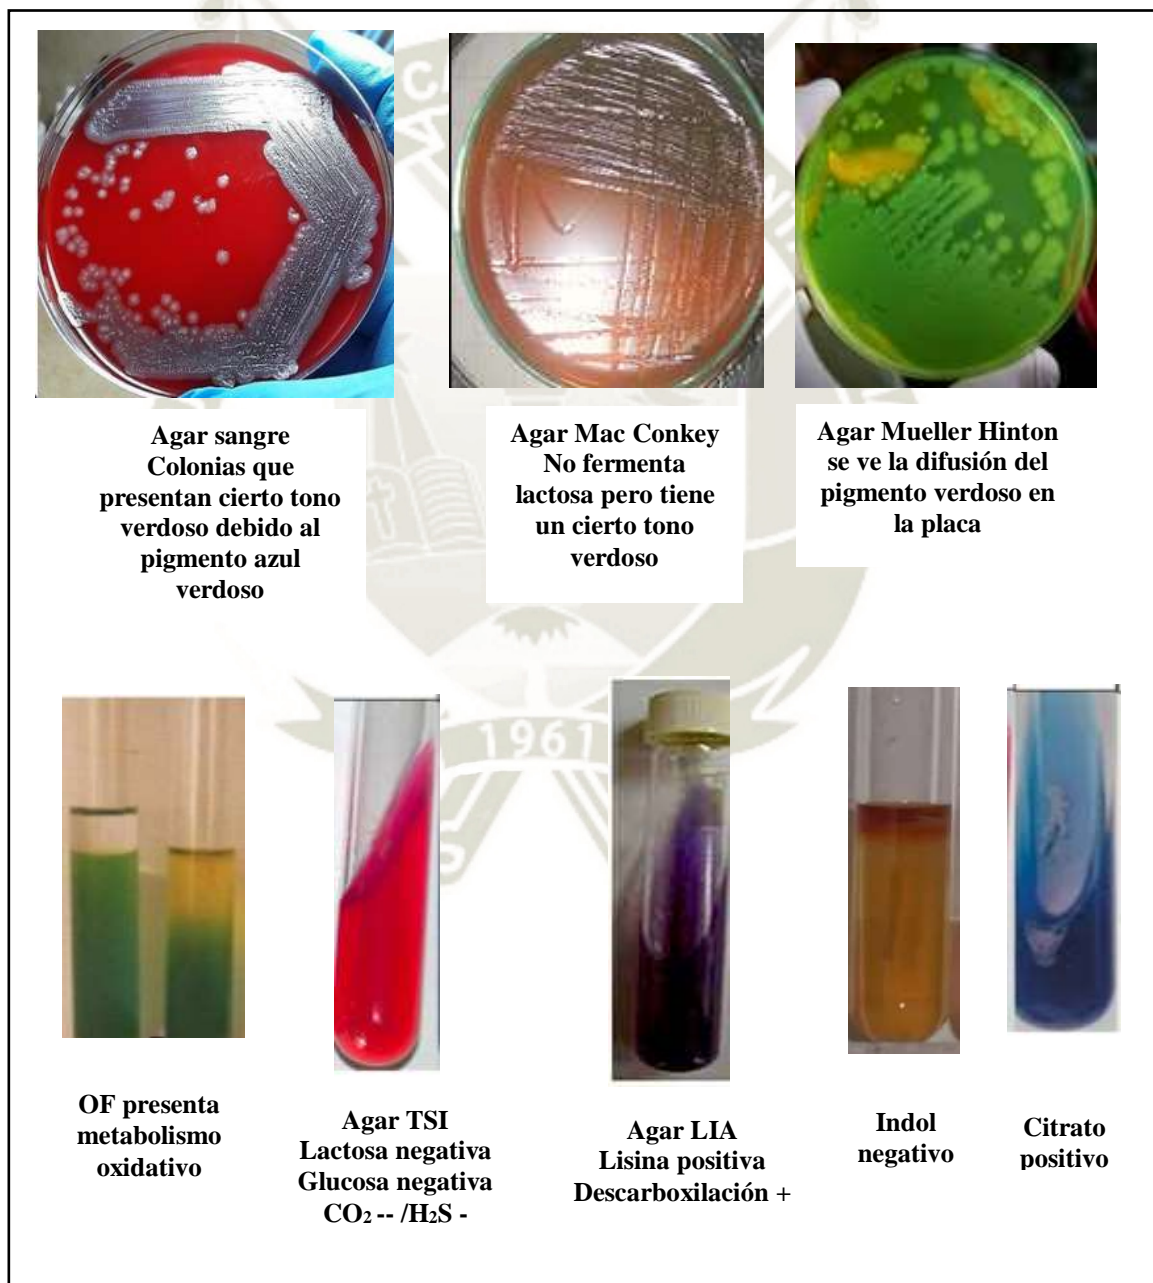 CA
Agar sangre
Colonias que
presentan cierto tono
verdoso debido al
pigmento azul
verdoso
Agar Mac Conkey
No fermenta
lactosa pero tiene
un cierto tono
verdoso
Agar Mueller Hinton
se ve la difusión del
pigmento verdoso en
la placa
1961
OF presenta
metabolismo
oxidativo
Agar TSI
Lactosa negativa
Glucosa negativa
CO₂ -- /H₂S -
Agar LIA
Lisina positiva
Descarboxilación +
Indol
negativo
Citrato
positivo